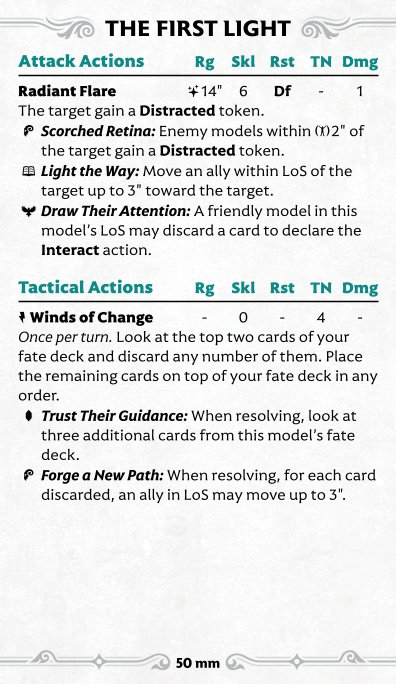 THE FIRST LIGHT
Attack Actions Rg Skl Rst TN Dmg
Radiant Flare 14" 6 Df - 1
The target gain a Distracted token.
Scorched Retina: Enemy models within 2" of
the target gain a Distracted token.
Light the Way: Move an ally within LoS of the
target up to 3" toward the target.
Draw Their Attention: A friendly model in this
model's LoS may discard a card to declare the
Interact action.
Tactical Actions Rg Skl Rst TN Dmg
Winds of Change - 0 - 4 -
Once per turn. Look at the top two cards of your
fate deck and discard any number of them. Place
the remaining cards on top of your fate deck in any
order.
Trust Their Guidance: When resolving, look at
three additional cards from this model's fate
deck.
Forge a New Path: When resolving, for each card
discarded, an ally in LoS may move up to 3".
50 mm